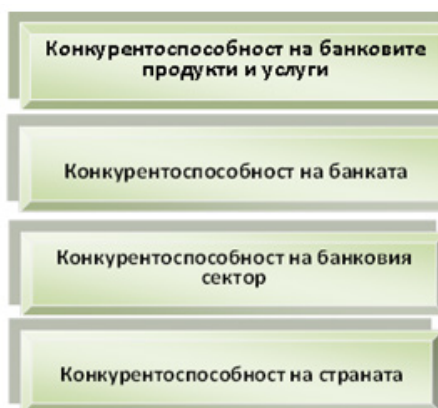 Конкурентоспособност на банковите
продукти и услуги
Конкурентоспособност на банката
Конкурентоспособност на банковия
сектор
Конкурентоспособност на страната